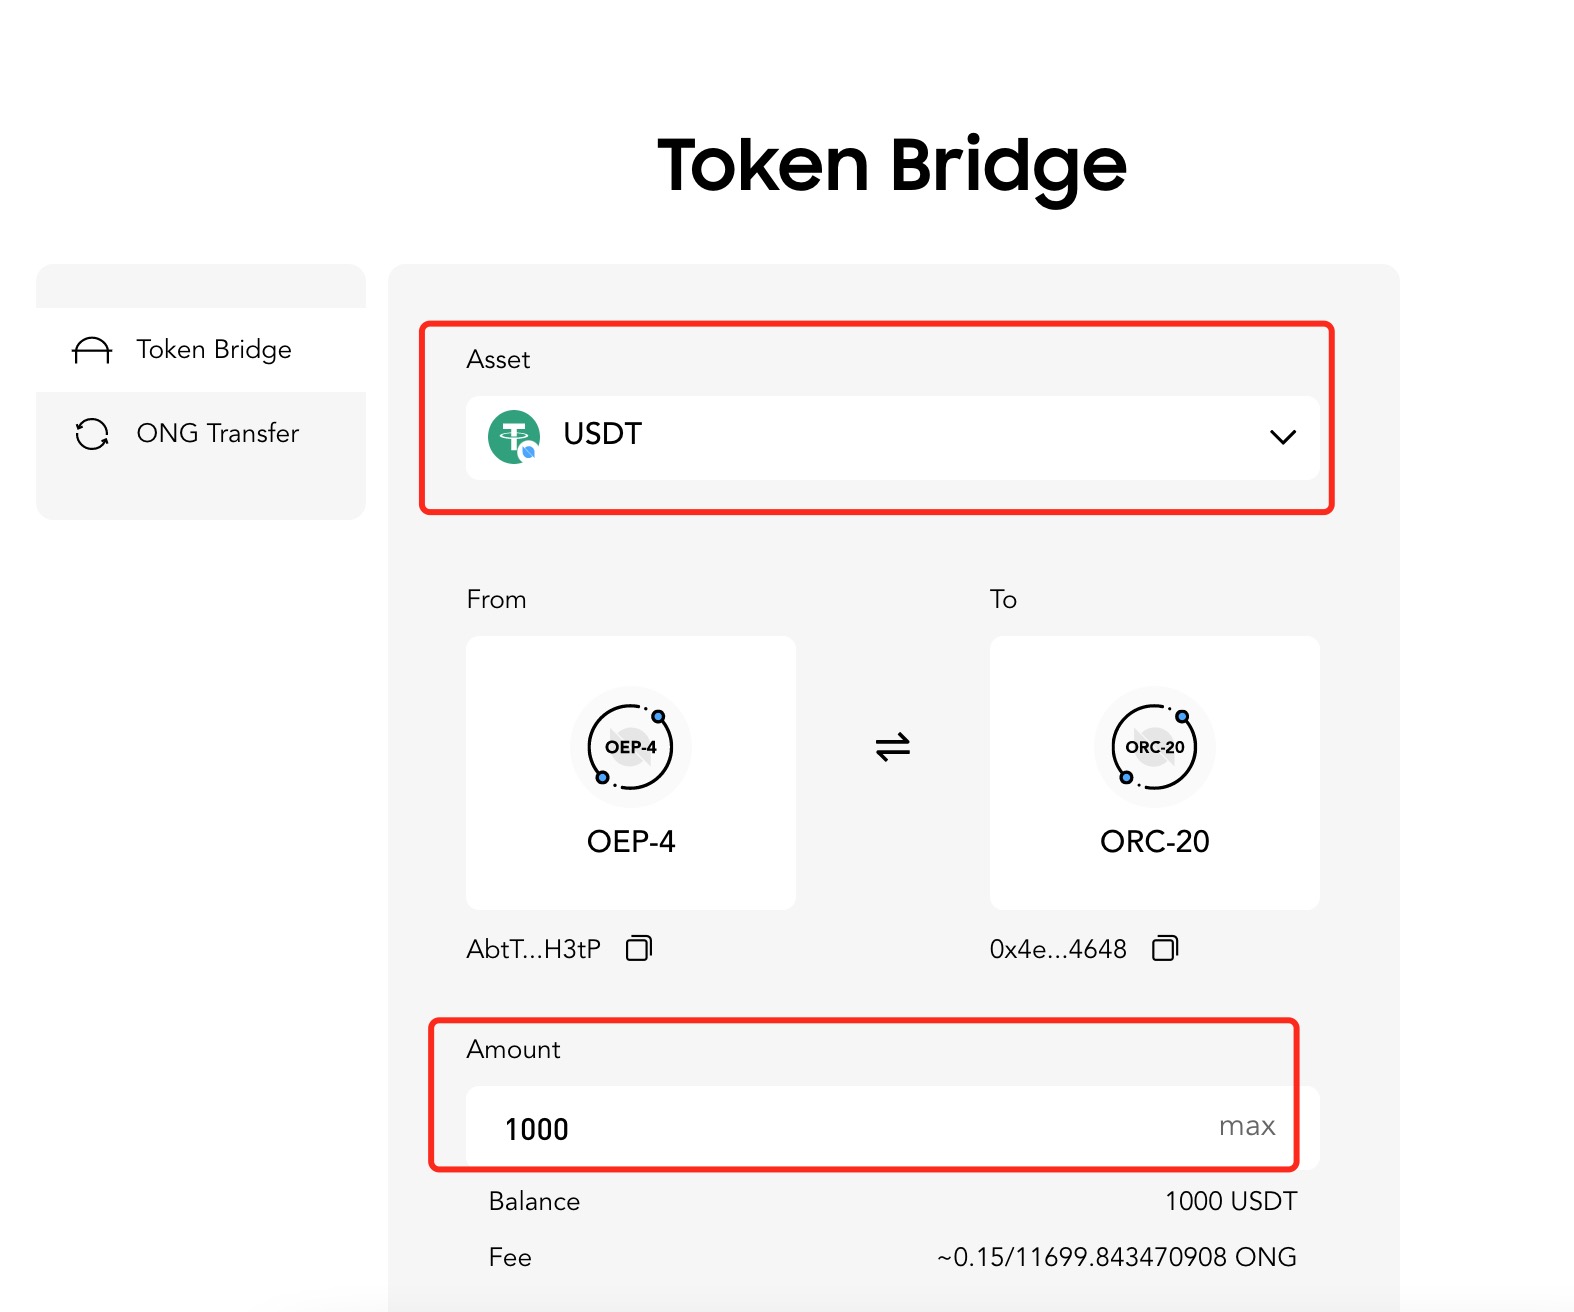 Token Bridge
Token Bridge
ONG Transfer
Asset
USDT
From
To
OEP-4
ORC-20
OEP-4
ORC-20
AbtT...H3tP
0x4e...4648
Amount
1000
max
Balance
1000 USDT
Fee
~0.15/11699.843470908 ONG